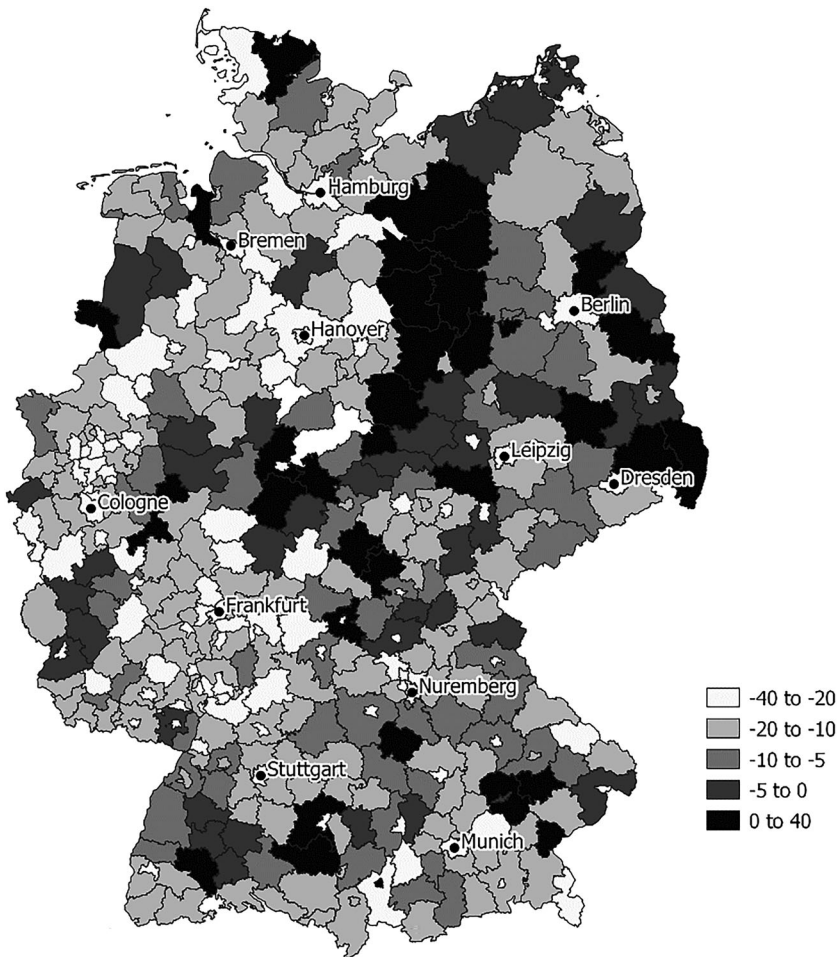 Hamburg
Bremen
Berlin
Hanover
Leipzig
Dresden
Cologne
Frankfurt
Nuremberg
-40 to -20
-20 to -10
-10 to -5
-5 to 0
0 to 40
Stuttgart
Munich